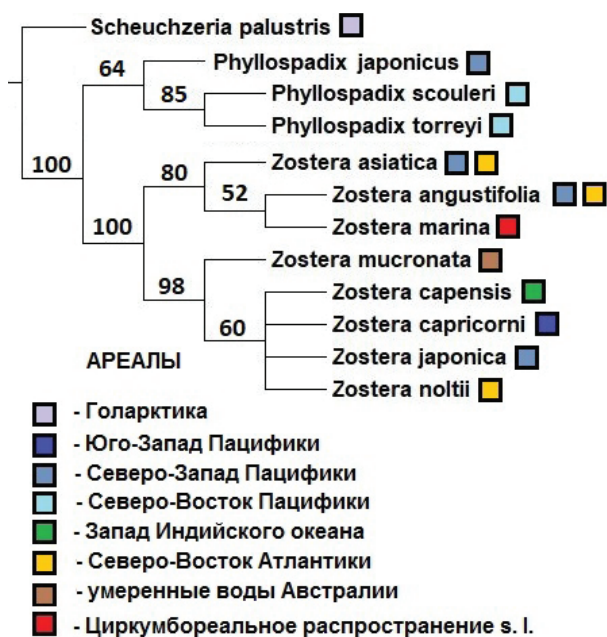 Scheuchzeria palustris
64
Phyllospadix japonicus
85
Phyllospadix scouleri
Phyllospadix torreyi
100
80
Zostera asiatica
52
Zostera angustifolia
100
Zostera marina
98
Zostera mucronata
60
Zostera capensis
Zostera capricorni
Zostera japonica
Zostera noltii
АРЕАЛЫ
- Голарктика
- Юго-Запад Пацифики
- Северо-Запад Пацифики
- Северо-Восток Пацифики
- Запад Индийского океана
- Северо-Восток Атлантики
- умеренные воды Австралии
- Циркумбореальное распространение s. l.